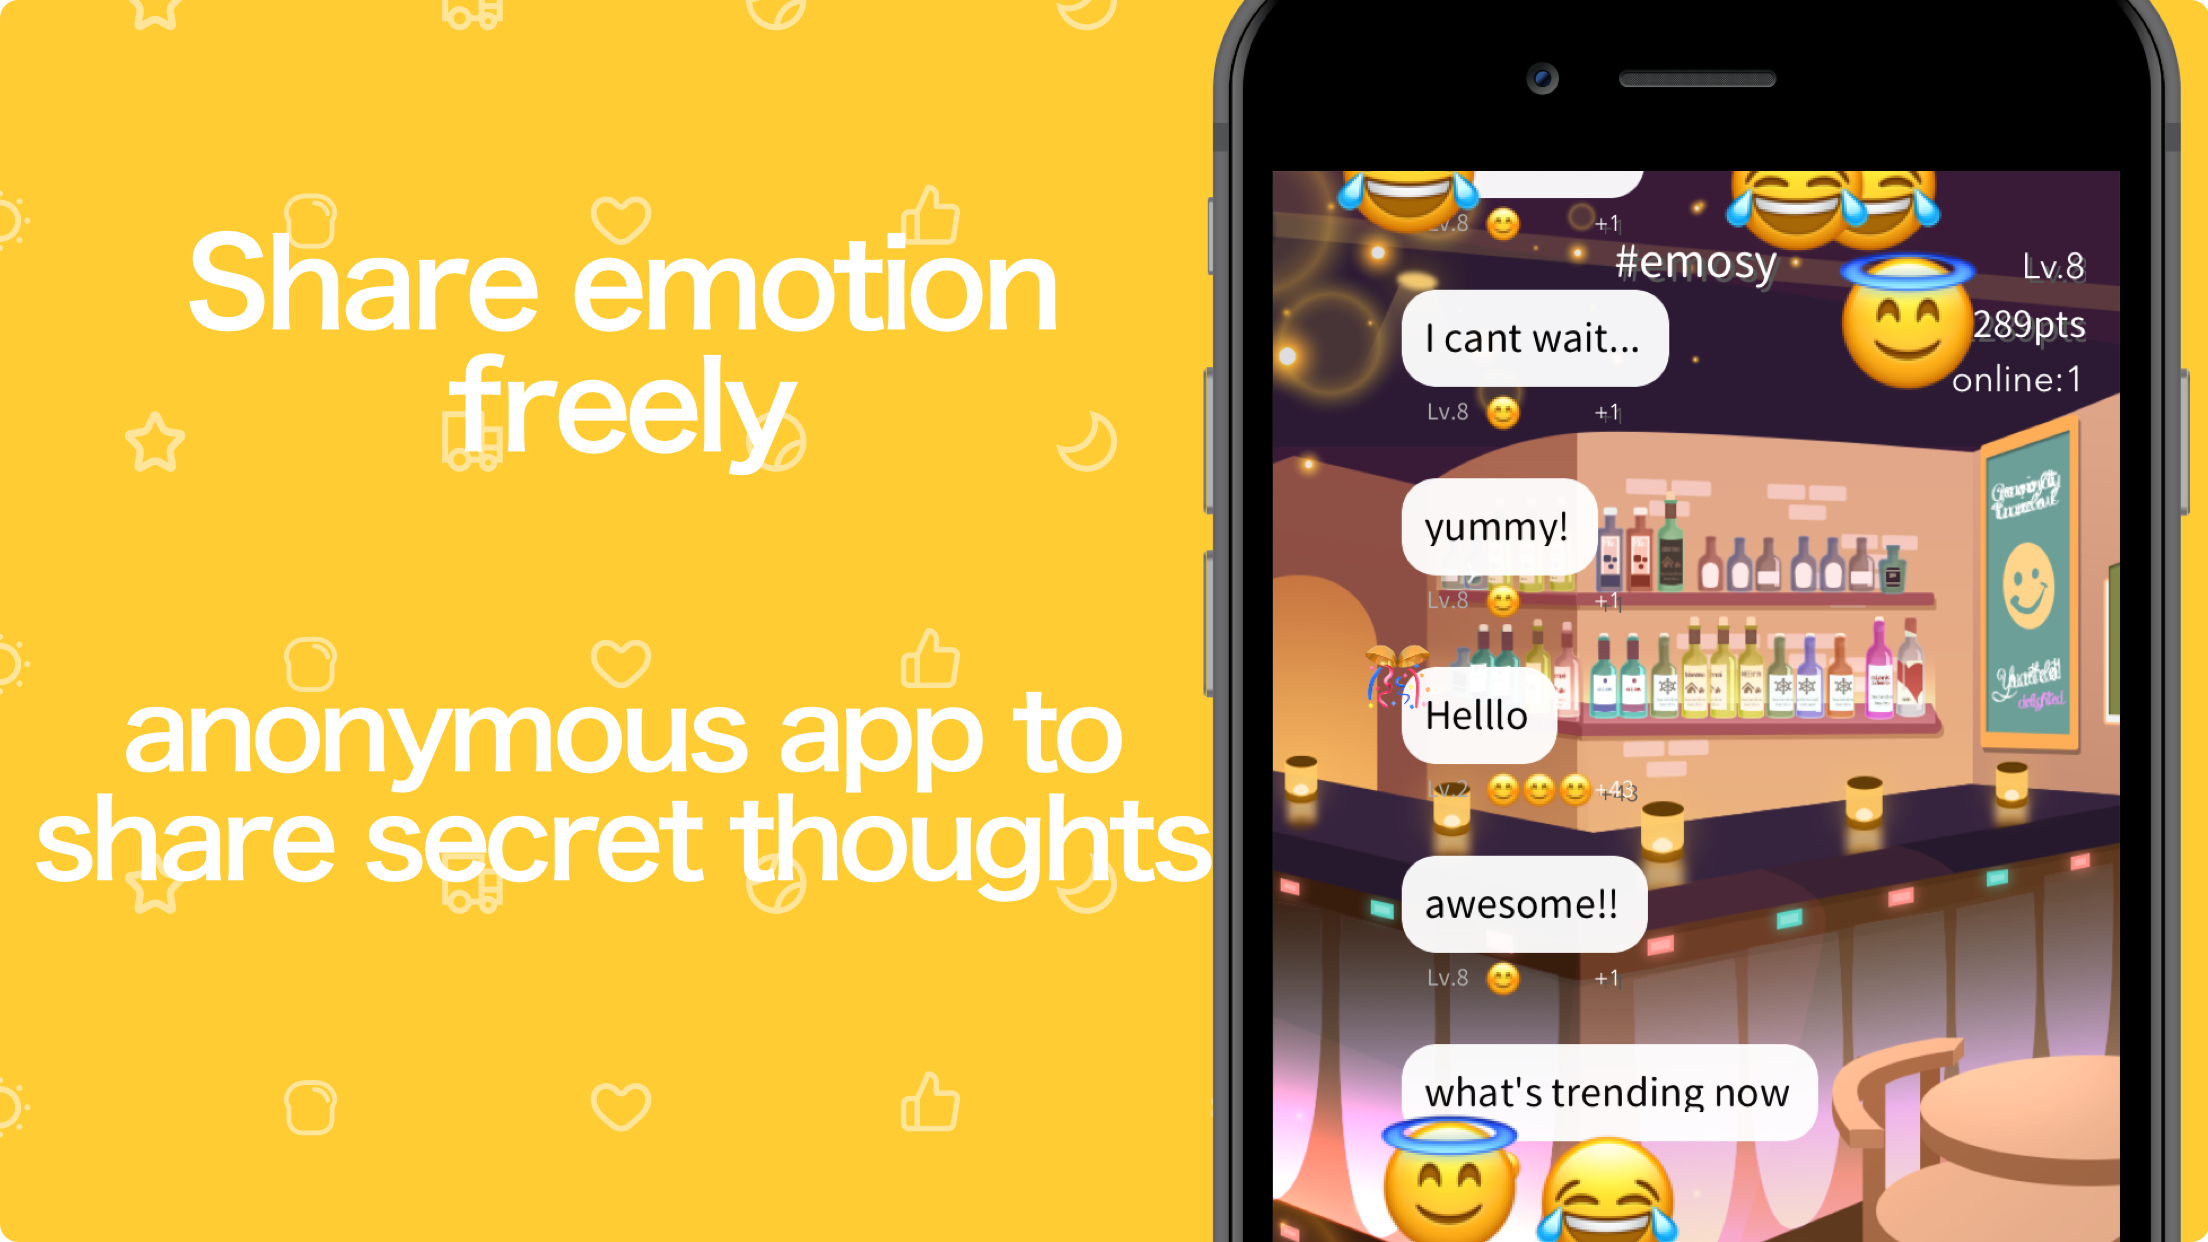 Share emotion
freely
anonymous app to
share secret thoughts
Lv.8 +1
#emosy
Lv.8
289pts
online:1
I cant wait...
Lv.8 +1
yummy!
Lv.8 +1
Helllo
Lv.2 +43
awesome!!
Lv.8 +1
what's trending now
delighted